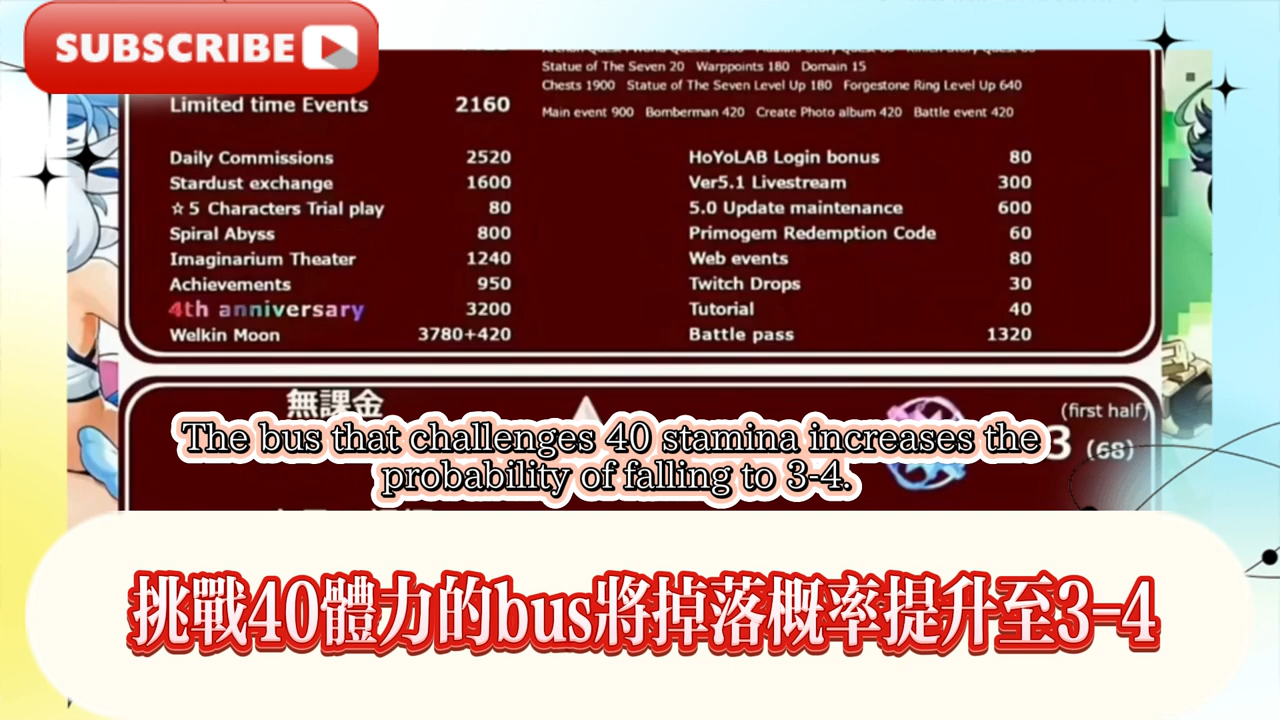 SUBSCRIBE
Statue of The Seven 20 Warppoints 180 Domain 15
Chests 1900 Statue of The Seven Level Up 180 Forgestone Ring Level Up 640
Limited time Events 2160
Main event 900 Bomberman 420 Create Photo album 420 Battle event 420
Daily Commissions 2520
Stardust exchange 1600
☆5 Characters Trial play 80
Spiral Abyss 800
Imaginarium Theater 1240
Achievements 950
4th anniversary 3200
Welkin Moon 3780+420
HoYoLAB Login bonus 80
Ver5.1 Livestream 300
5.0 Update maintenance 600
Primogem Redemption Code 60
Web events 80
Twitch Drops 30
Tutorial 40
Battle pass 1320
無課金
(first half)
3 (68)
The bus that challenges 40 stamina increases the
probability of falling to 3-4.
挑戰40體力的bus將掉落概率提升至3-4